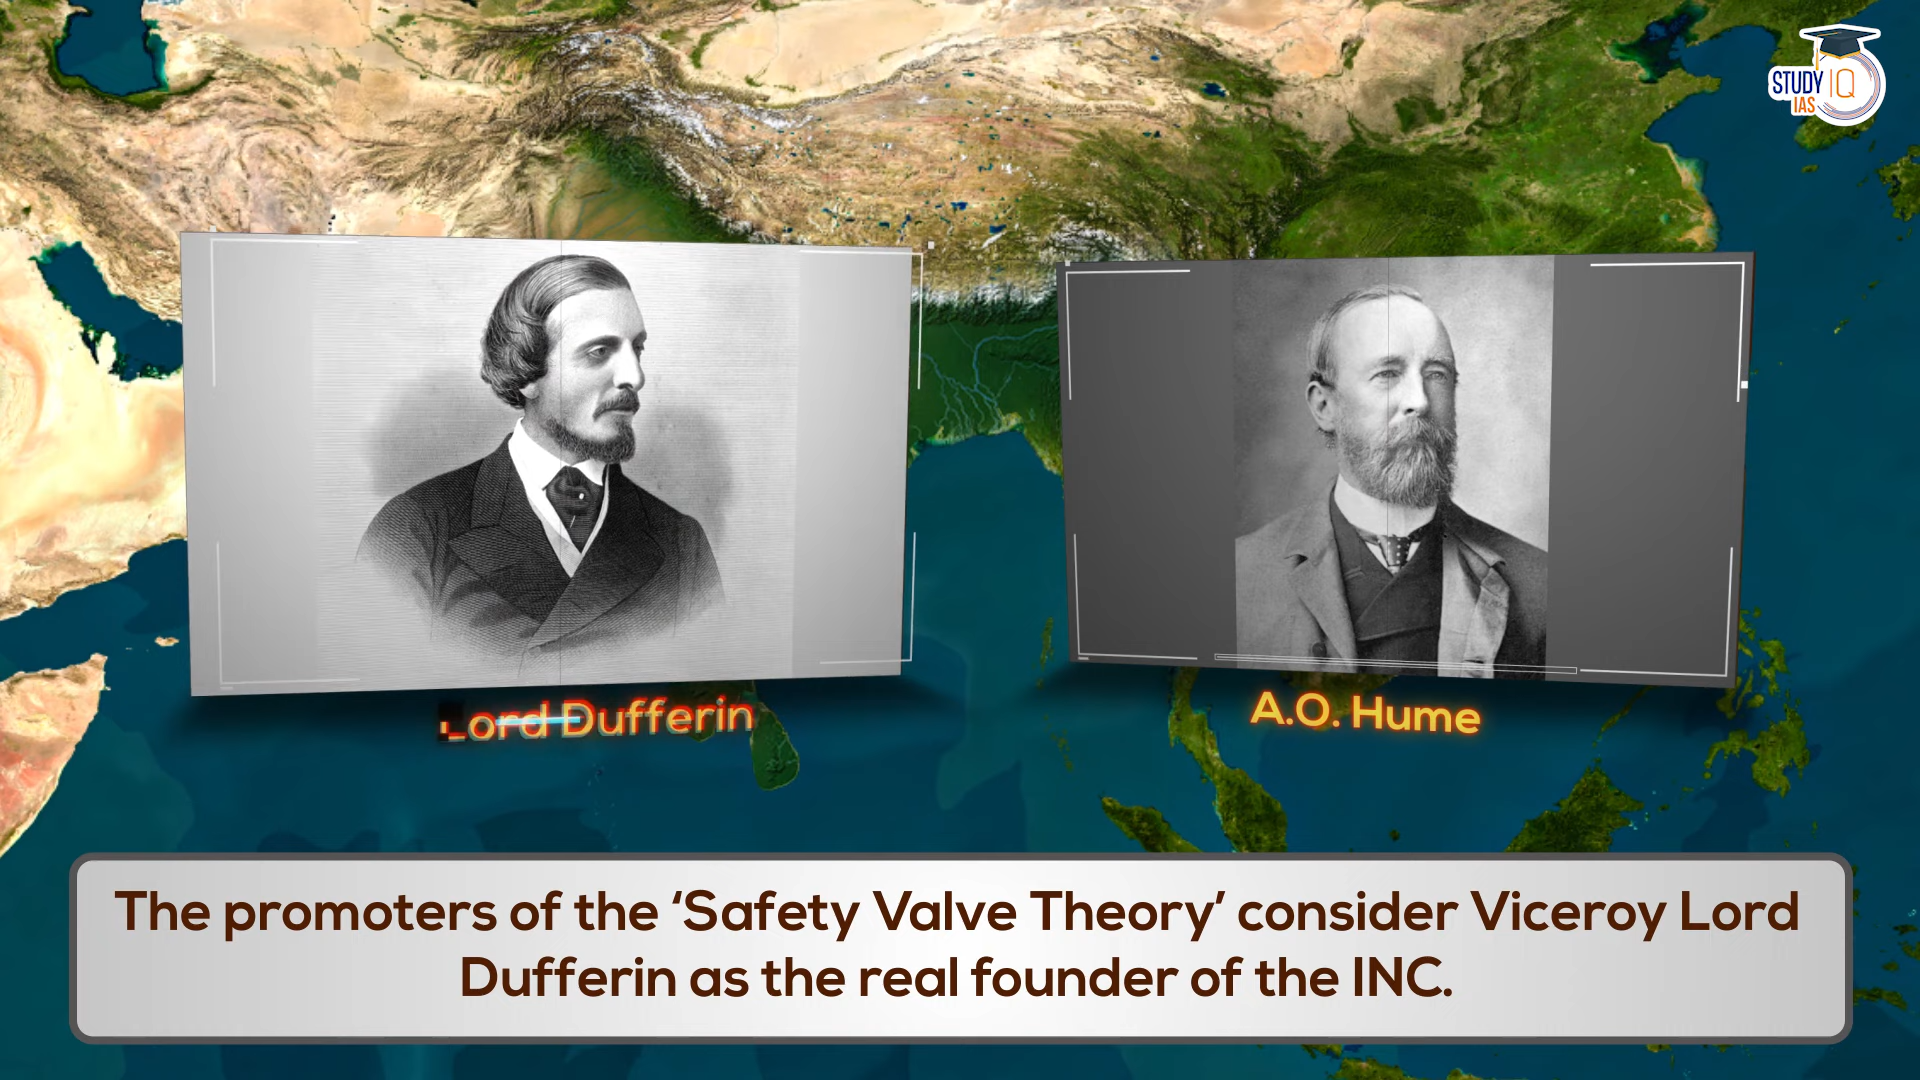 STUDY IQ
IAS
Lord Dufferin
A.O. Hume
The promoters of the ‘Safety Valve Theory’ consider Viceroy Lord
Dufferin as the real founder of the INC.